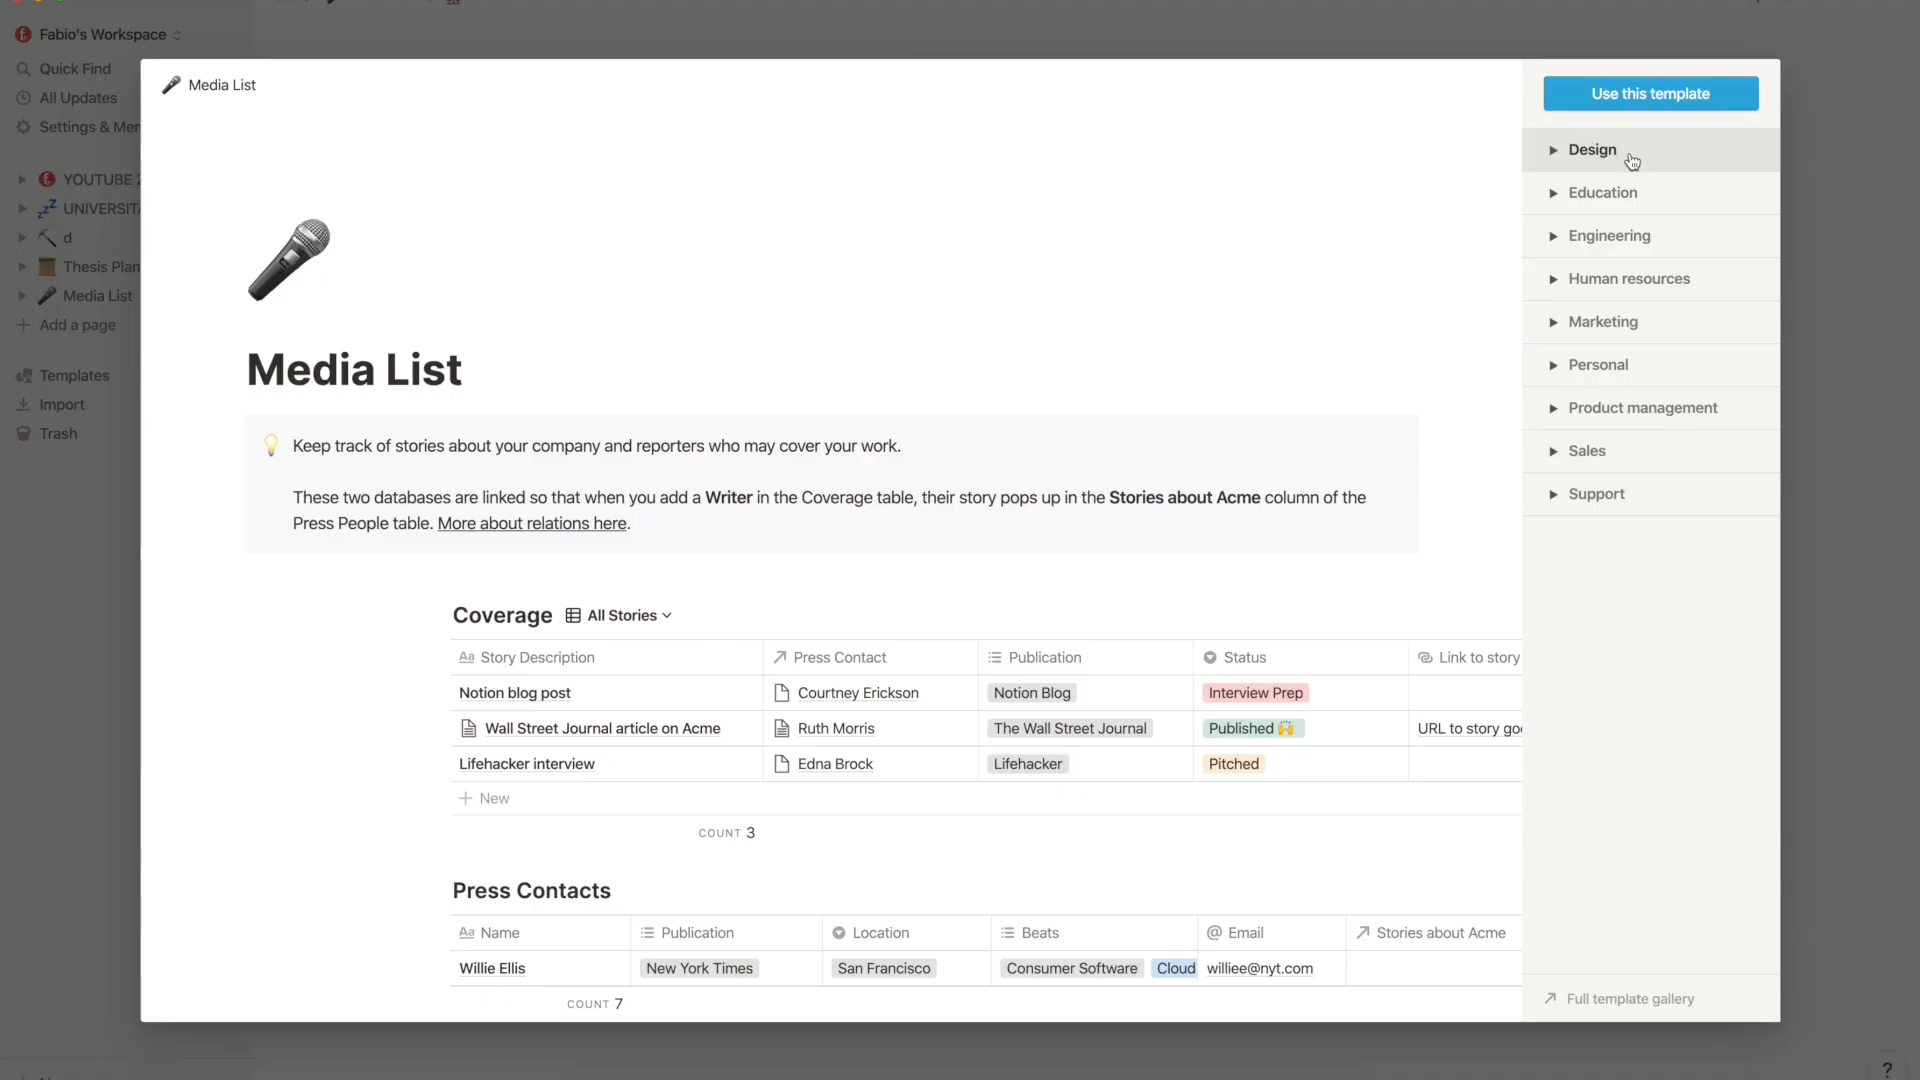 Fabio's Workspace
Quick Find
All Updates
Settings & Mer
YOUTUBE 2
UNIVERSITA
d
Thesis Plan
Media List
Add a page
Templates
Import
Trash
Media List
Media List
Keep track of stories about your company and reporters who may cover your work.
These two databases are linked so that when you add a Writer in the Coverage table, their story pops up in the Stories about Acme column of the
Press People table. More about relations here.
Coverage All Stories
Aa Story Description Press Contact Publication Status Link to story
Notion blog post Courtney Erickson Notion Blog Interview Prep
Wall Street Journal article on Acme Ruth Morris The Wall Street Journal Published 🙌 URL to story goe
Lifehacker interview Edna Brock Lifehacker Pitched
New
COUNT 3
Press Contacts
Aa Name Publication Location Beats @ Email Stories about Acme
Willie Ellis New York Times San Francisco Consumer Software Cloud williee@nyt.com
COUNT 7
Use this template
Design
Education
Engineering
Human resources
Marketing
Personal
Product management
Sales
Support
Full template gallery
?